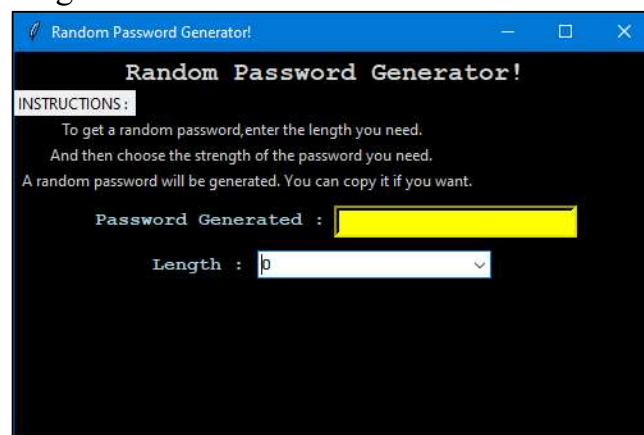 Random Password Generator!
Random Password Generator!
INSTRUCTIONS :
To get a random password,enter the length you need.
And then choose the strength of the password you need.
A random password will be generated. You can copy it if you want.
Password Generated :
Length : 0